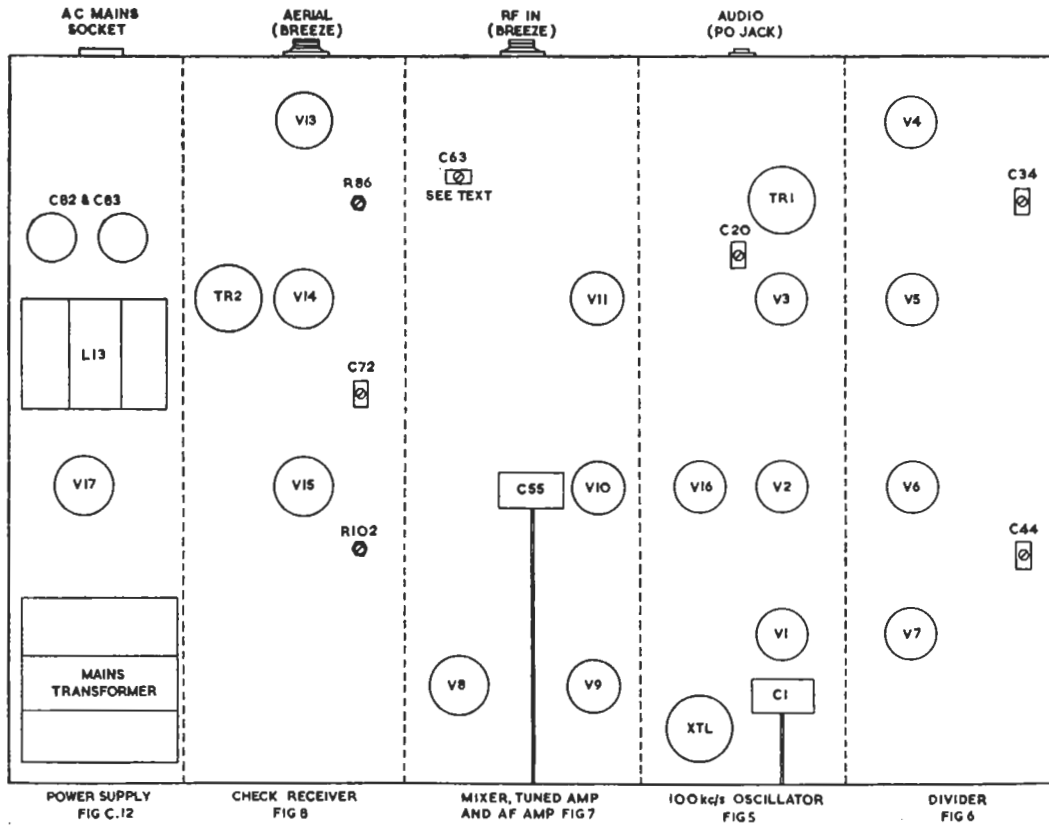 AC MAINS
SOCKET
AERIAL
(BREEZE)
RF IN
(BREEZE)
AUDIO
(PO JACK)
V13
V4
C63
SEE TEXT
R86
TR1
C34
C82 & C83
C20
TR2
V14
V11
V3
V5
L13
C72
V17
V15
C55
V10
V16
V2
V6
R102
C44
V1
V7
MAINS
TRANSFORMER
V8
V9
C1
XTL
POWER SUPPLY
FIG C.12
CHECK RECEIVER
FIG 8
MIXER, TUNED AMP
AND AF AMP FIG 7
100kc/s OSCILLATOR
FIG 5
DIVIDER
FIG 6